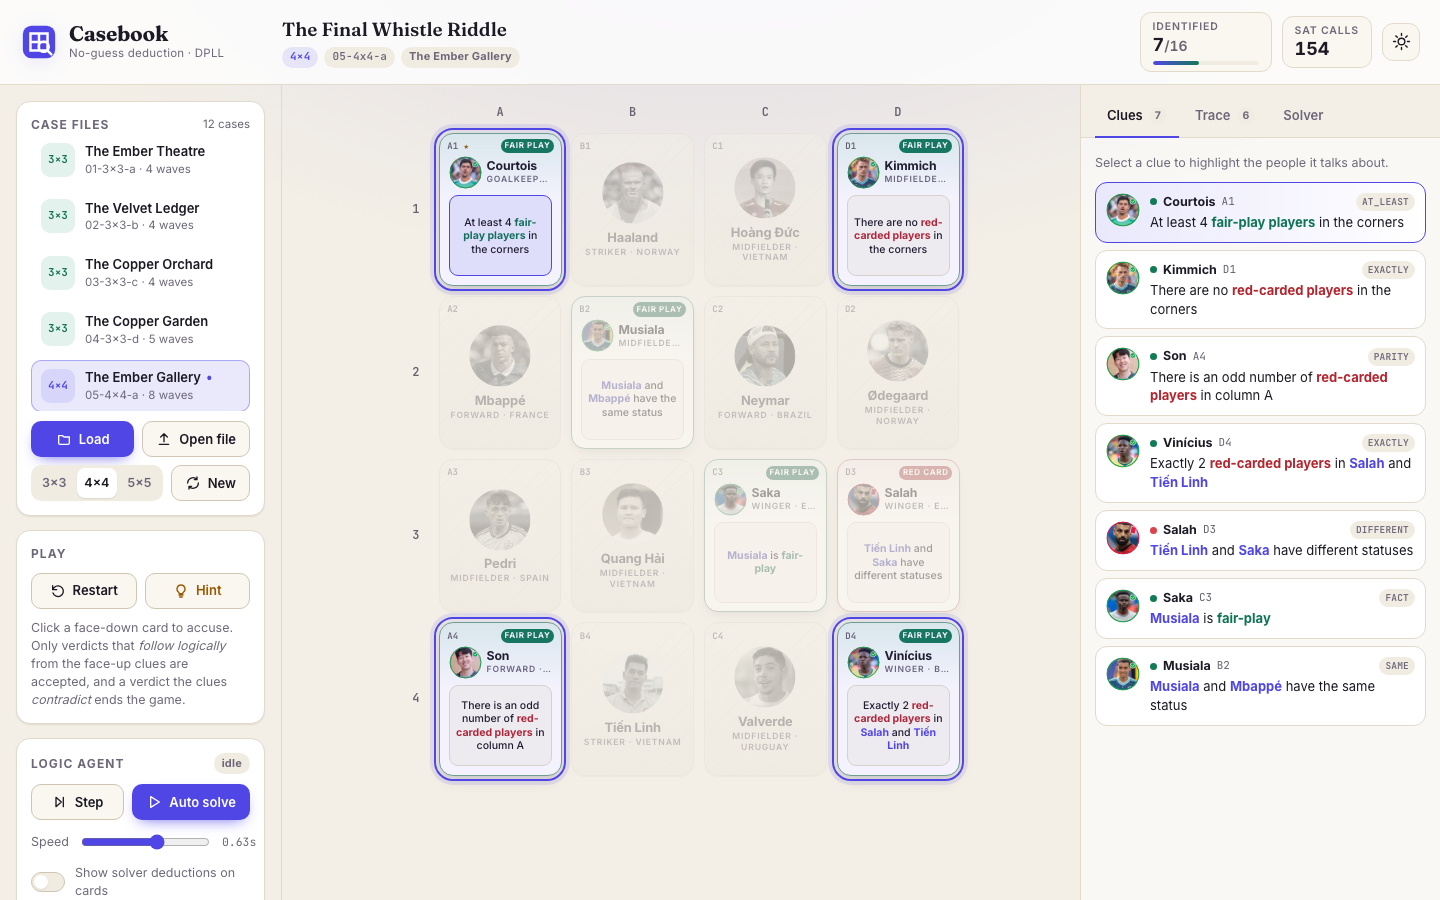 Casebook
No-guess deduction · DPLL
The Final Whistle Riddle
4×4
05-4x4-a
The Ember Gallery
IDENTIFIED
7/16
SAT CALLS
154
CASE FILES
12 cases
3×3
The Ember Theatre
01-3×3-a · 4 waves
3×3
The Velvet Ledger
02-3×3-b · 4 waves
3×3
The Copper Orchard
03-3×3-c · 4 waves
3×3
The Copper Garden
04-3×3-d · 5 waves
4×4
The Ember Gallery •
05-4×4-a · 8 waves
Load
Open file
3×3
4×4
5×5
New
PLAY
Restart
Hint
Click a face-down card to accuse.
Only verdicts that follow logically
from the face-up clues are
accepted, and a verdict the clues
contradict ends the game.
LOGIC AGENT
idle
Step
Auto solve
Speed
0.63s
Show solver deductions on
cards
A
B
C
D
1
A1 ★
FAIR PLAY
Courtois
GOALKEEP…
At least 4 fair-
play players in
the corners
B1
Haaland
STRIKER · NORWAY
C1
Hoàng Đức
MIDFIELDER ·
VIETNAM
D1
FAIR PLAY
Kimmich
MIDFIELDE…
There are no red-
carded players in
the corners
2
A2
Mbappé
FORWARD · FRANCE
B2
FAIR PLAY
Musiala
MIDFIELDE…
Musiala and
Mbappé have the
same status
C2
Neymar
FORWARD · BRAZIL
D2
Ødegaard
MIDFIELDER ·
NORWAY
3
A3
Pedri
MIDFIELDER · SPAIN
B3
Quang Hải
MIDFIELDER ·
VIETNAM
C3
FAIR PLAY
Saka
WINGER · E…
Musiala is fair-
play
D3
RED CARD
Salah
WINGER · E…
Tiến Linh and
Saka have
different statuses
4
A4
FAIR PLAY
Son
FORWARD ·…
There is an odd
number of red-
carded players in
column A
B4
Tiến Linh
STRIKER · VIETNAM
C4
Valverde
MIDFIELDER ·
URUGUAY
D4
FAIR PLAY
Vinícius
WINGER · B…
Exactly 2 red-
carded players in
Salah and Tiến
Linh
Clues 7
Trace 6
Solver
Select a clue to highlight the people it talks about.
Courtois A1
AT_LEAST
At least 4 fair-play players in the corners
Kimmich D1
EXACTLY
There are no red-carded players in the
corners
Son A4
PARITY
There is an odd number of red-carded
players in column A
Vinícius D4
EXACTLY
Exactly 2 red-carded players in Salah and
Tiến Linh
Salah D3
DIFFERENT
Tiến Linh and Saka have different statuses
Saka C3
FACT
Musiala is fair-play
Musiala B2
SAME
Musiala and Mbappé have the same
status